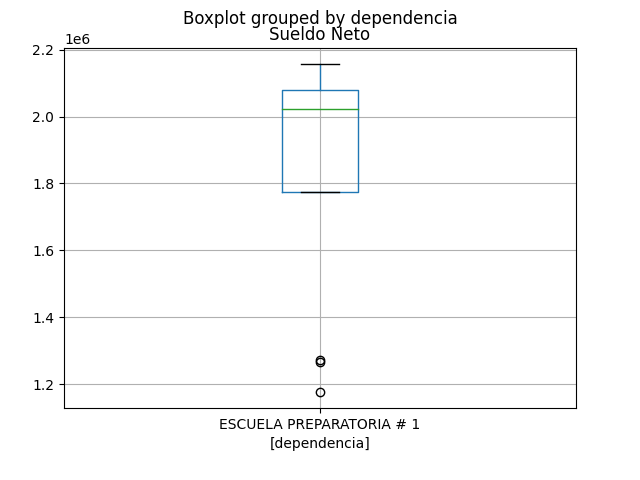 Boxplot grouped by dependencia
Sueldo Neto
1e6
2.2
2.0
1.8
1.6
1.4
1.2
ESCUELA PREPARATORIA # 1
[dependencia]